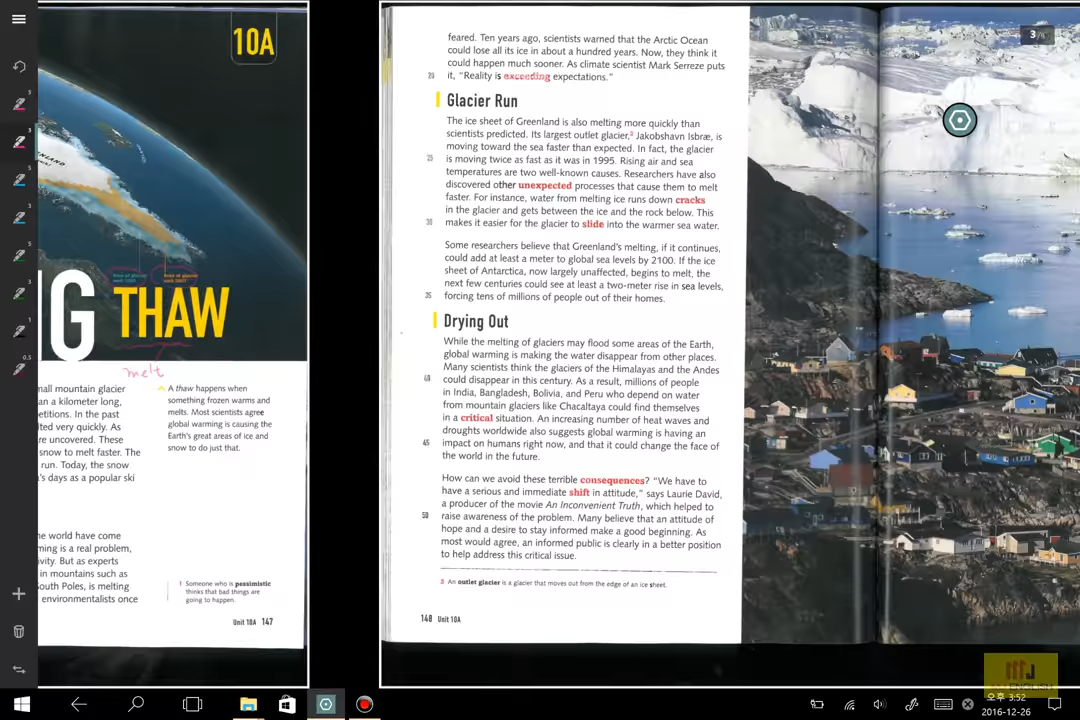 10A
3
G THAW
melt
mall mountain glacier
an a kilometer long,
etitions. In the past
lted very quickly. As
re uncovered. These
snow to melt faster. The
run. Today, the snow
's days as a popular ski
A thaw happens when
something frozen warms and
melts. Most scientists agree
global warming is causing the
Earth's great areas of ice and
snow to do just that.
he world have come
ming is a real problem,
ivity. But as experts
in mountains such as
South Poles, is melting
environmentalists once
1 Someone who is pessimistic
thinks that bad things are
going to happen.
Unit 10A 147
feared. Ten years ago, scientists warned that the Arctic Ocean
could lose all its ice in about a hundred years. Now, they think it
could happen much sooner. As climate scientist Mark Serreze puts
20 it, "Reality is exceeding expectations."
Glacier Run
The ice sheet of Greenland is also melting more quickly than
scientists predicted. Its largest outlet glacier,3 Jakobshavn Isbræ, is
moving toward the sea faster than expected. In fact, the glacier
25 is moving twice as fast as it was in 1995. Rising air and sea
temperatures are two well-known causes. Researchers have also
discovered other unexpected processes that cause them to melt
faster. For instance, water from melting ice runs down cracks
in the glacier and gets between the ice and the rock below. This
30 makes it easier for the glacier to slide into the warmer sea water.
Some researchers believe that Greenland's melting, if it continues,
could add at least a meter to global sea levels by 2100. If the ice
sheet of Antarctica, now largely unaffected, begins to melt, the
next few centuries could see at least a two-meter rise in sea levels,
35 forcing tens of millions of people out of their homes.
Drying Out
While the melting of glaciers may flood some areas of the Earth,
global warming is making the water disappear from other places.
Many scientists think the glaciers of the Himalayas and the Andes
40 could disappear in this century. As a result, millions of people
in India, Bangladesh, Bolivia, and Peru who depend on water
from mountain glaciers like Chacaltaya could find themselves
in a critical situation. An increasing number of heat waves and
droughts worldwide also suggests global warming is having an
45 impact on humans right now, and that it could change the face of
the world in the future.
How can we avoid these terrible consequences? "We have to
have a serious and immediate shift in attitude," says Laurie David,
a producer of the movie An Inconvenient Truth, which helped to
50 raise awareness of the problem. Many believe that an attitude of
hope and a desire to stay informed make a good beginning. As
most would agree, an informed public is clearly in a better position
to help address this critical issue.
3 An outlet glacier is a glacier that moves out from the edge of an ice sheet.
148 Unit 10A
ENGLISH
오후 3:52
2016-12-26